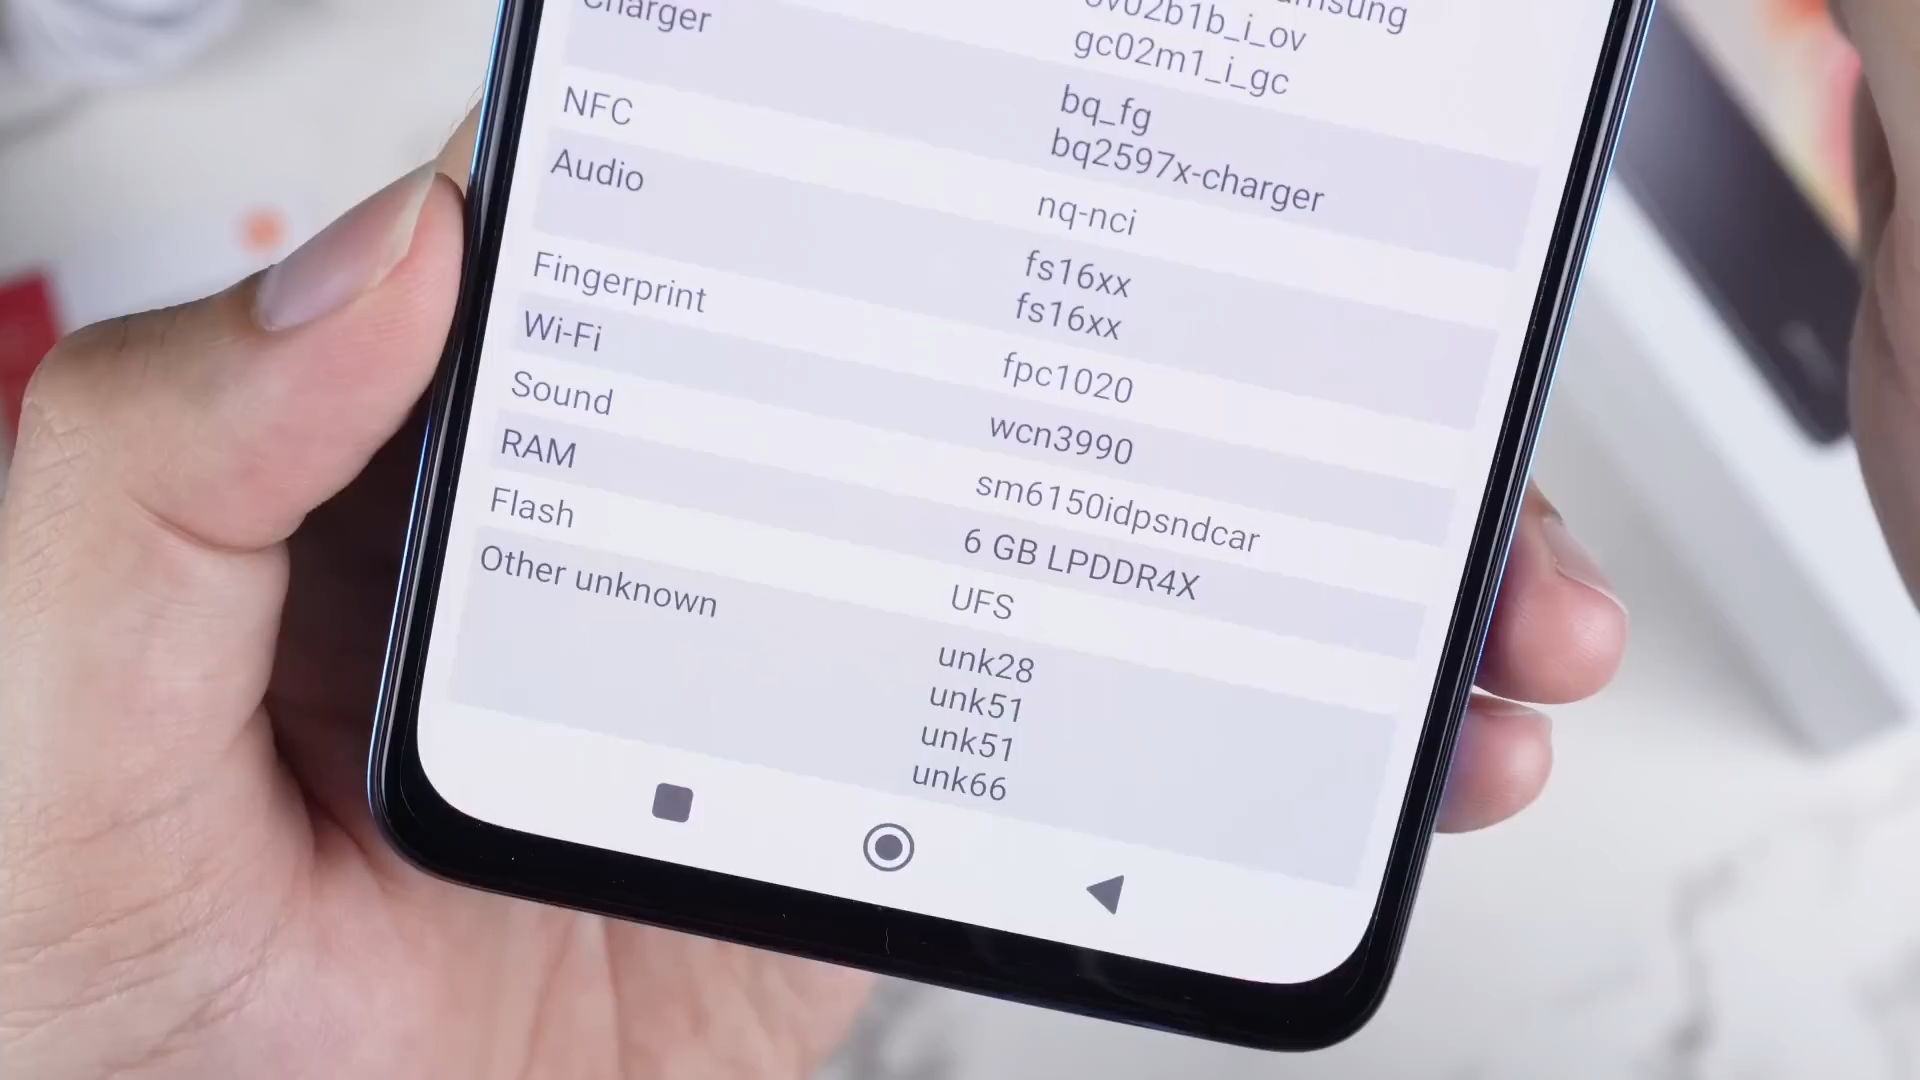 Charger
ov02b1b_i_ov
gc02m1_i_gc
bq_fg
bq2597x-charger
NFC
nq-nci
Audio
fs16xx
fs16xx
Fingerprint
fpc1020
Wi-Fi
wcn3990
Sound
sm6150idpsndcar
RAM
6 GB LPDDR4X
Flash
UFS
Other unknown
unk28
unk51
unk51
unk66